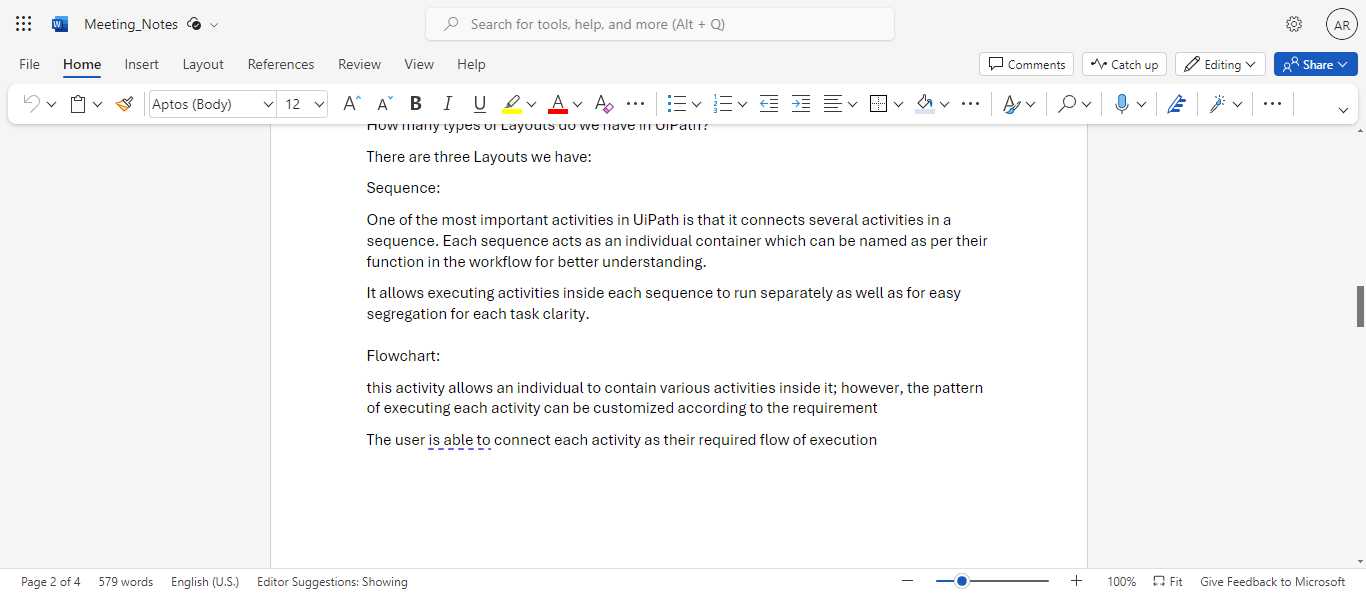 Meeting_Notes
Search for tools, help, and more (Alt + Q)
AR
File Home Insert Layout References Review View Help
Comments Catch up Editing Share
Aptos (Body) 12
How many types of Layouts do we have in UiPath?
There are three Layouts we have:
Sequence:
One of the most important activities in UiPath is that it connects several activities in a
sequence. Each sequence acts as an individual container which can be named as per their
function in the workflow for better understanding.
It allows executing activities inside each sequence to run separately as well as for easy
segregation for each task clarity.
Flowchart:
this activity allows an individual to contain various activities inside it; however, the pattern
of executing each activity can be customized according to the requirement
The user is able to connect each activity as their required flow of execution
Page 2 of 4 579 words English (U.S.) Editor Suggestions: Showing 100% Fit Give Feedback to Microsoft